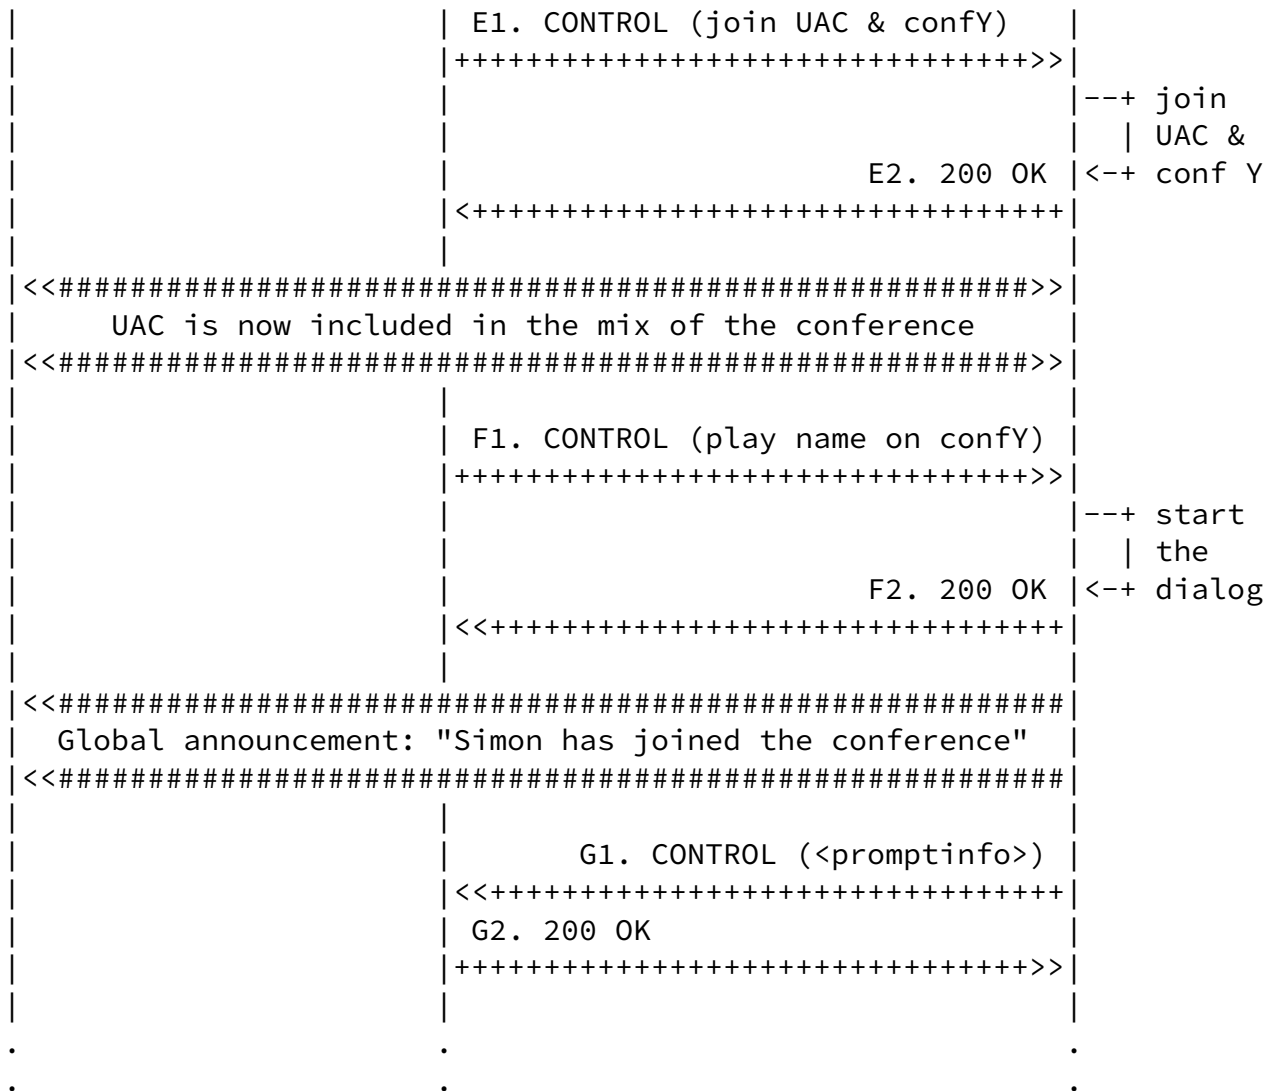 E1. CONTROL (join UAC & confY)
+++++++++++++++++++++++++++++++++>>
--+ join
| UAC &
E2. 200 OK <-+ conf Y
<+++++++++++++++++++++++++++++++++
<<######################################################>>
UAC is now included in the mix of the conference
<<######################################################>>
F1. CONTROL (play name on confY)
++++++++++++++++++++++++++++++++>>
--+ start
| the
F2. 200 OK <-+ dialog
<<++++++++++++++++++++++++++++++++
<<########################################################
Global announcement: "Simon has joined the conference"
<<########################################################
G1. CONTROL (<promptinfo>)
<<++++++++++++++++++++++++++++++++
G2. 200 OK
++++++++++++++++++++++++++++++++>>
. . .
. . .